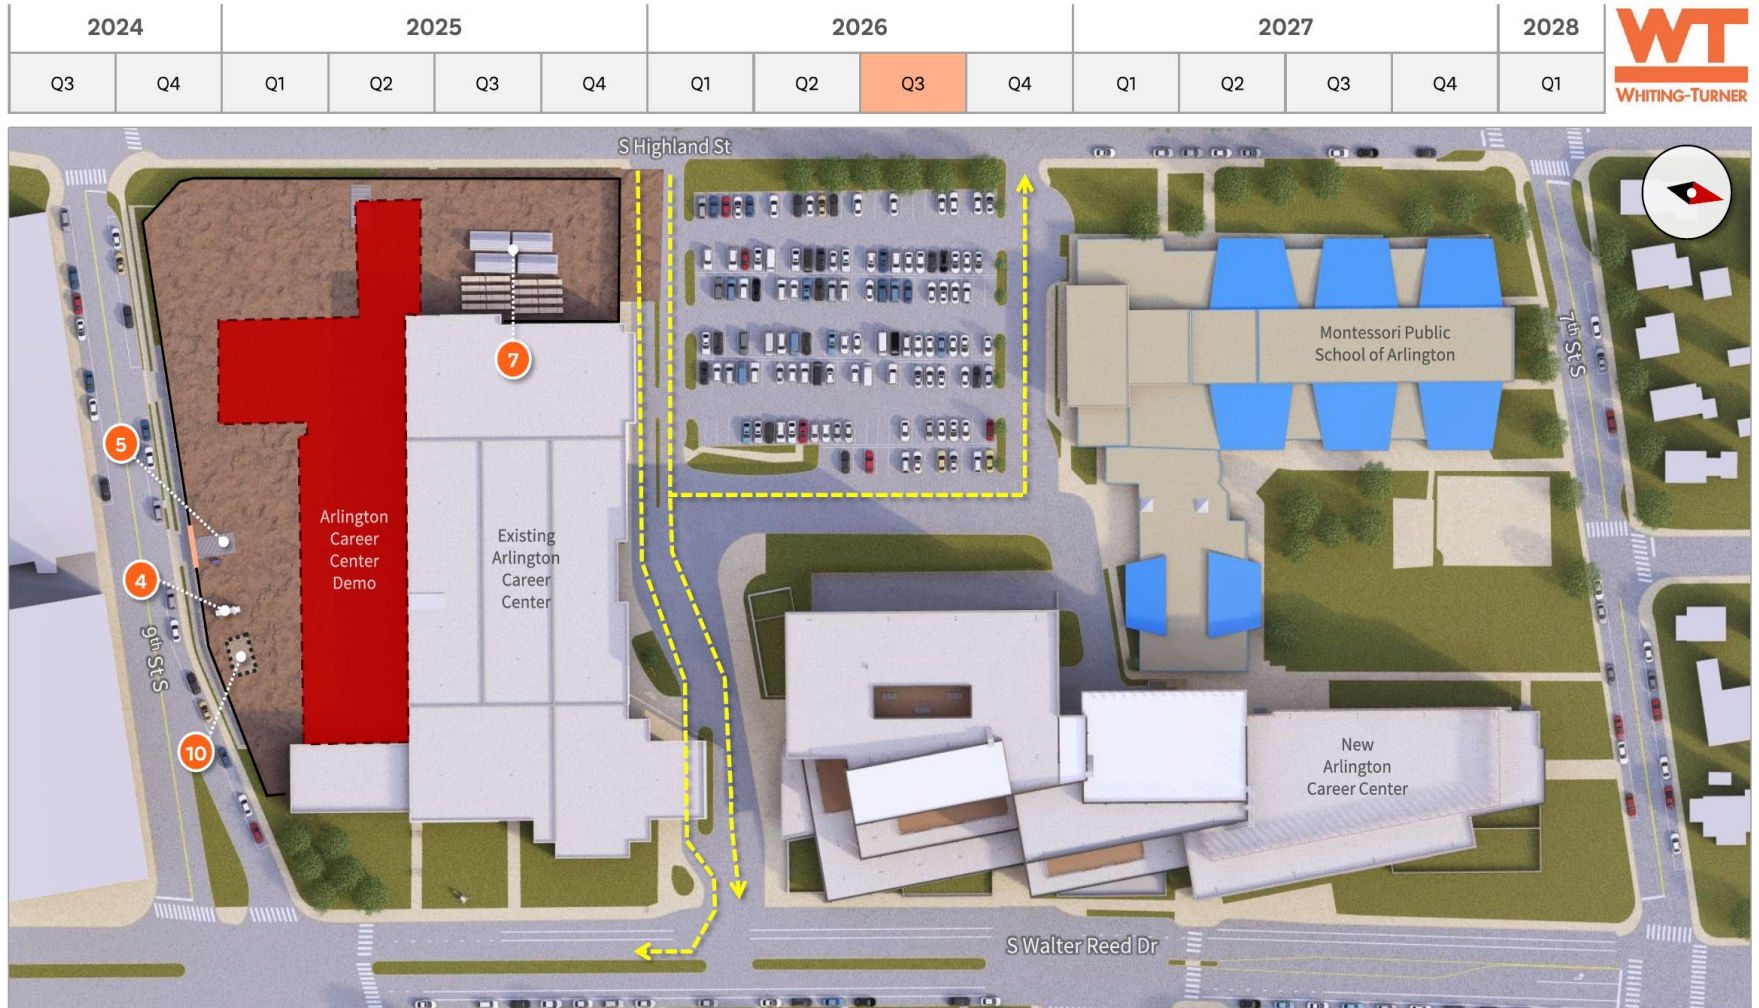 2024
2025
2026
2027
2028
Q3
Q4
Q1
Q2
Q3
Q4
Q1
Q2
Q3
Q4
Q1
Q2
Q3
Q4
Q1
WT
WHITING-TURNER
S Highland St
Montessori Public
School of Arlington
7th St S
7
5
4
10
Arlington
Career
Center
Demo
Existing
Arlington
Career
Center
9th St S
New
Arlington
Career Center
S Walter Reed Dr